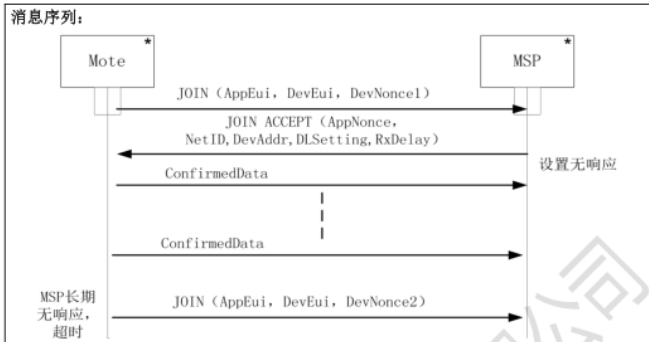 消息序列:
Mote
*
MSP
*
JOIN（AppEui，DevEui，DevNonce1）
JOIN ACCEPT（AppNonce，
NetID,DevAddr,DLSetting,RxDelay）
设置无响应
ConfirmedData
ConfirmedData
MSP长期
无响应，
超时
JOIN（AppEui，DevEui，DevNonce2）